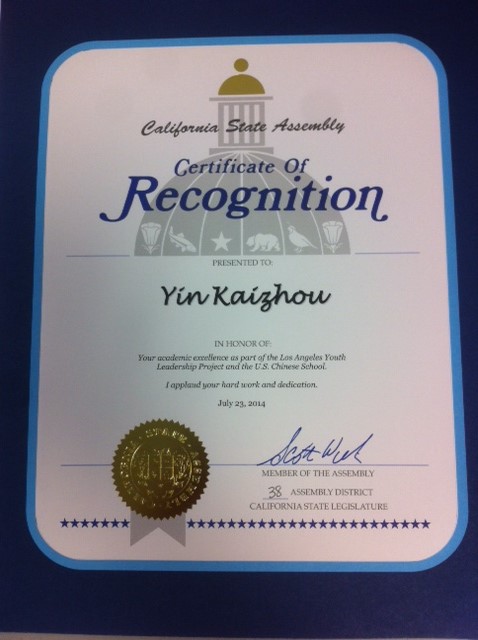 California State Assembly
Certificate Of
Recognition
PRESENTED TO:
Yin Kaizhou
IN HONOR OF:
Your academic excellence as part of the Los Angeles Youth
Leadership Project and the U.S. Chinese School.
I applaud your hard work and dedication.
July 23, 2014
MEMBER OF THE ASSEMBLY
38 ASSEMBLY DISTRICT
CALIFORNIA STATE LEGISLATURE